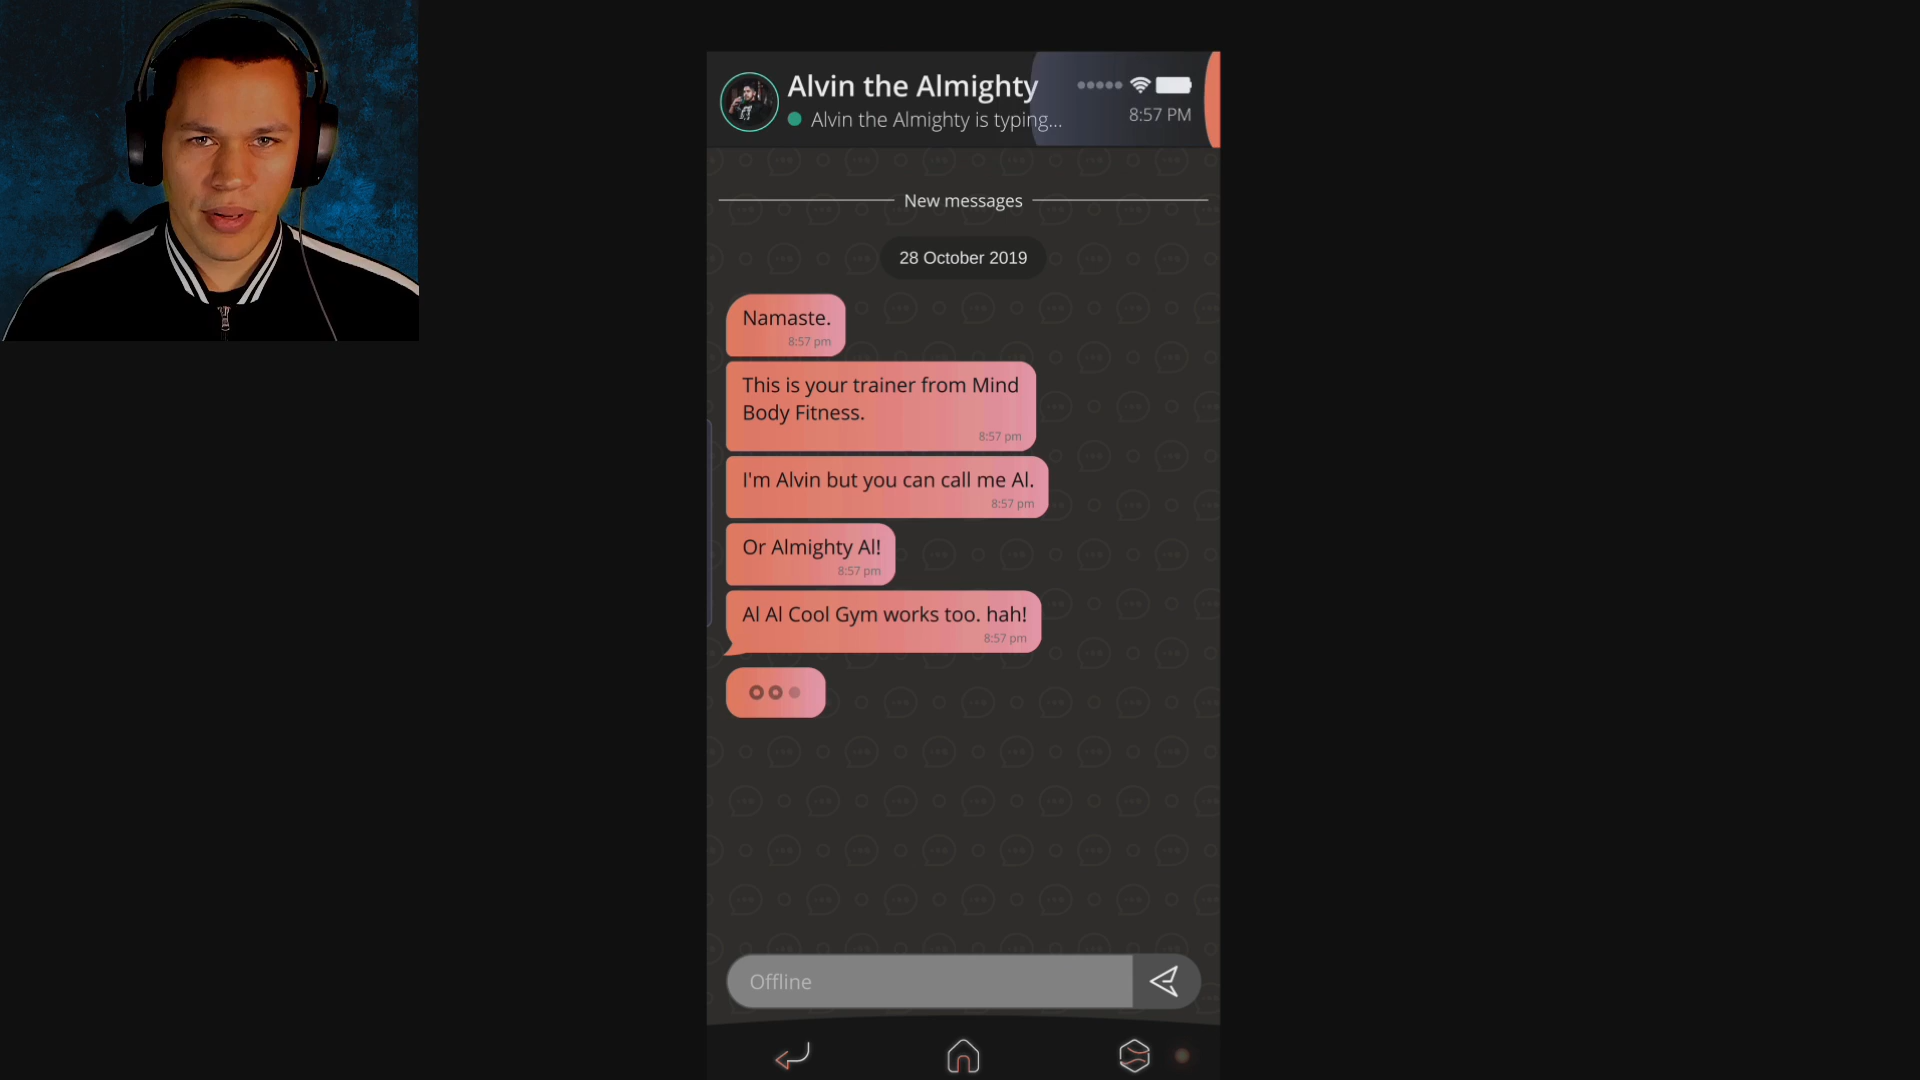 Alvin the Almighty
Alvin the Almighty is typing...
8:57 PM
New messages
28 October 2019
Namaste.
8:57 pm
This is your trainer from Mind
Body Fitness.
8:57 pm
I'm Alvin but you can call me Al.
8:57 pm
Or Almighty Al!
8:57 pm
Al Al Cool Gym works too. hah!
8:57 pm
Offline